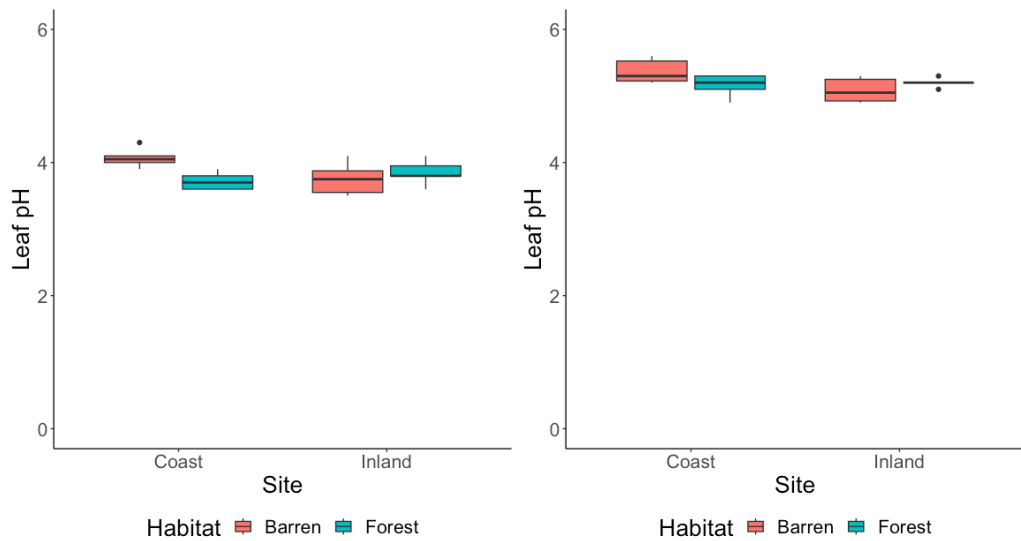 6
4
2
0
Leaf pH
Coast Inland
Site
Habitat Barren Forest
6
4
2
0
Leaf pH
Coast Inland
Site
Habitat Barren Forest